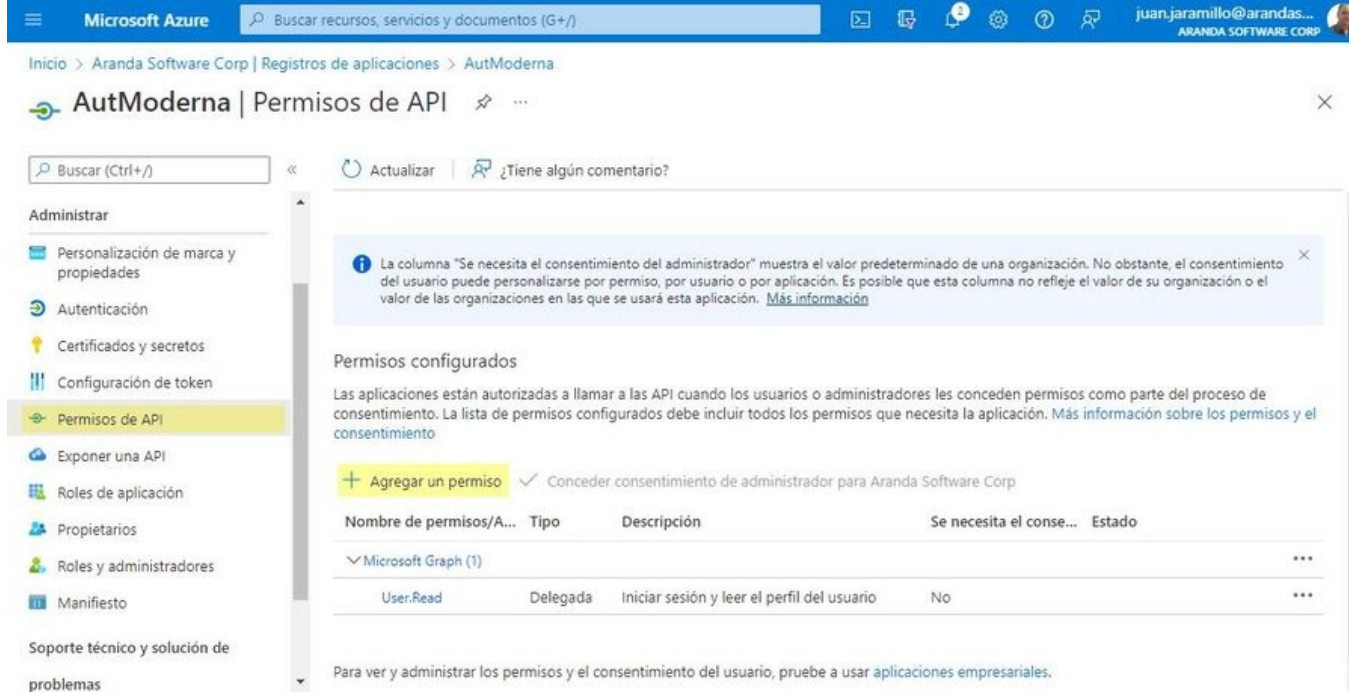 Microsoft Azure
Buscar recursos, servicios y documentos (G+/)
2
juan.jaramillo@arandas...
ARANDA SOFTWARE CORP
Inicio > Aranda Software Corp | Registros de aplicaciones > AutModerna
AutModerna | Permisos de API
Buscar (Ctrl+/)
Actualizar
¿Tiene algún comentario?
Administrar
Personalización de marca y
propiedades
Autenticación
Certificados y secretos
Configuración de token
Permisos de API
Exponer una API
Roles de aplicación
Propietarios
Roles y administradores
Manifiesto
Soporte técnico y solución de
problemas
La columna "Se necesita el consentimiento del administrador" muestra el valor predeterminado de una organización. No obstante, el consentimiento
del usuario puede personalizarse por permiso, por usuario o por aplicación. Es posible que esta columna no refleje el valor de su organización o el
valor de las organizaciones en las que se usará esta aplicación. Más información
Permisos configurados
Las aplicaciones están autorizadas a llamar a las API cuando los usuarios o administradores les conceden permisos como parte del proceso de
consentimiento. La lista de permisos configurados debe incluir todos los permisos que necesita la aplicación. Más información sobre los permisos y el
consentimiento
Agregar un permiso
Conceder consentimiento de administrador para Aranda Software Corp
Nombre de permisos/A... Tipo Descripción Se necesita el conse... Estado
Microsoft Graph (1)
User.Read Delegada Iniciar sesión y leer el perfil del usuario No
Para ver y administrar los permisos y el consentimiento del usuario, pruebe a usar aplicaciones empresariales.